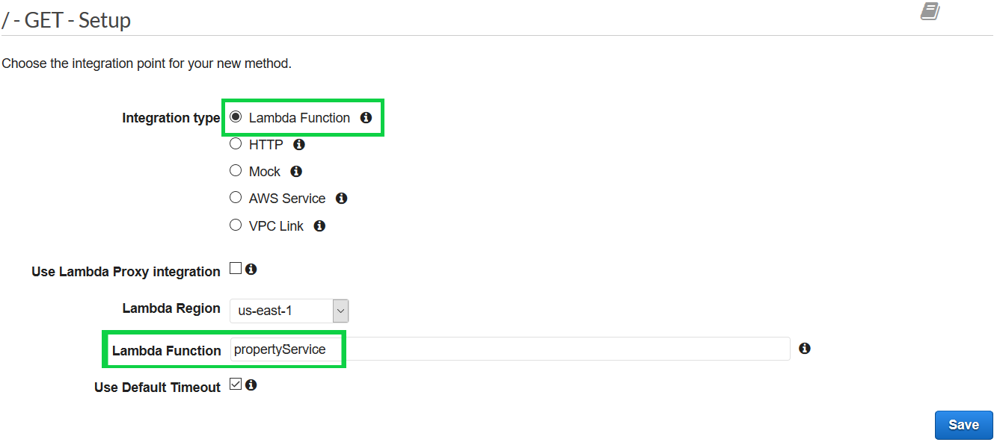 / - GET - Setup
Choose the integration point for your new method.
Integration type Lambda Function
HTTP
Mock
AWS Service
VPC Link
Use Lambda Proxy integration
Lambda Region us-east-1
Lambda Function propertyService
Use Default Timeout
Save